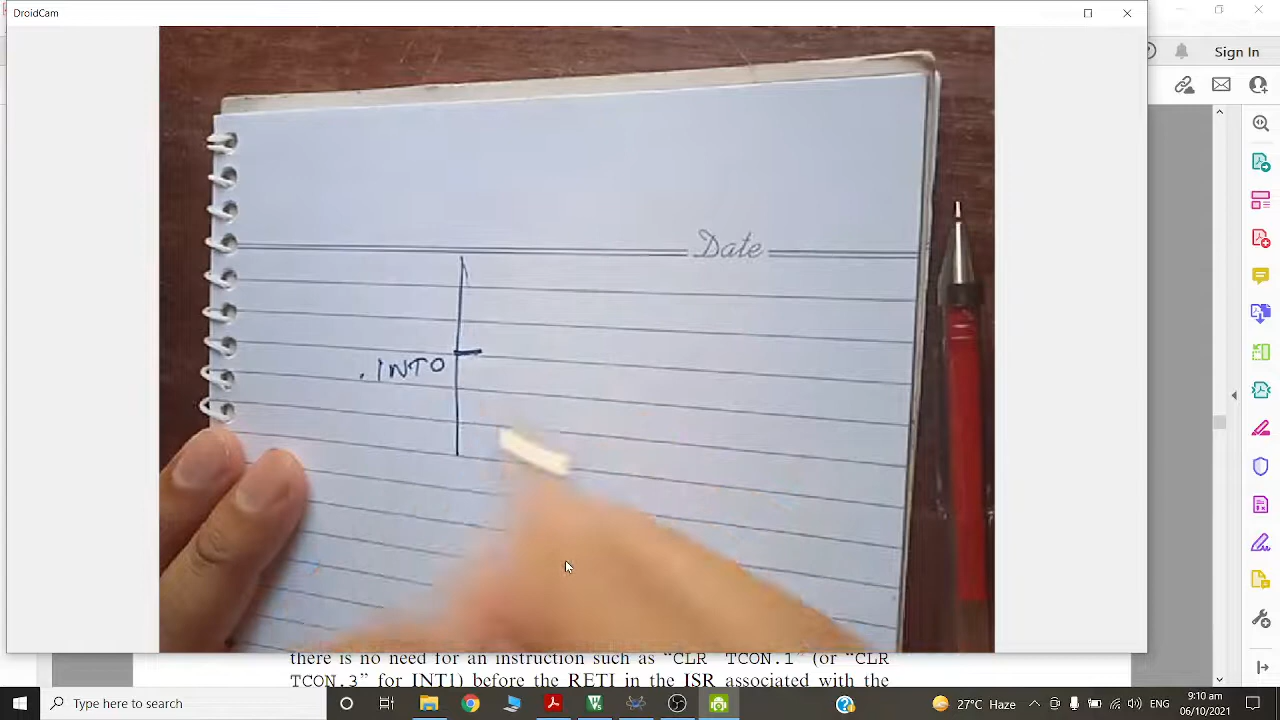 DroidCam
Sign In
Date
. INTO
there is no need for an instruction such as “CLR TCON.1” (or “CLR
TCON.3” for INT1) before the RETI in the ISR associated with the
Type here to search
27°C Haze
9:10 am
06/10/2021